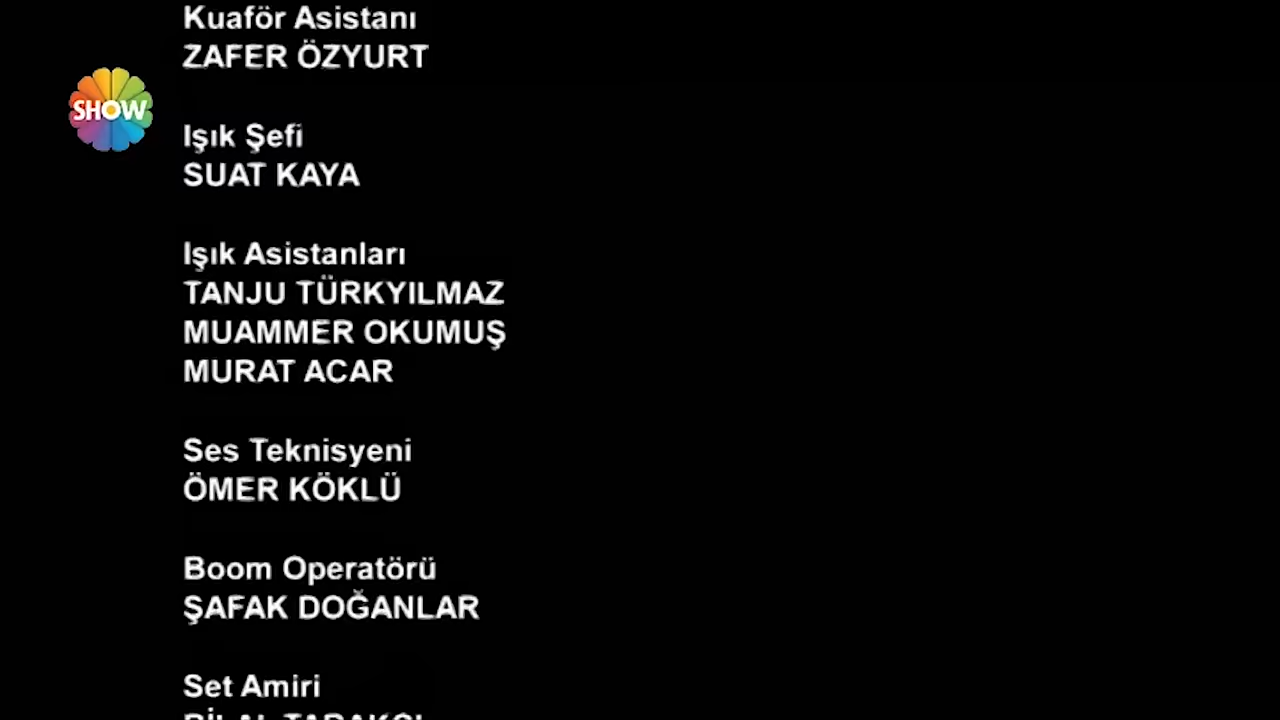 Kuaför Asistanı
ZAFER ÖZYURT
SHOW
Işık Şefi
SUAT KAYA
Işık Asistanları
TANJU TÜRKYILMAZ
MUAMMER OKUMUŞ
MURAT ACAR
Ses Teknisyeni
ÖMER KÖKLÜ
Boom Operatörü
ŞAFAK DOĞANLAR
Set Amiri